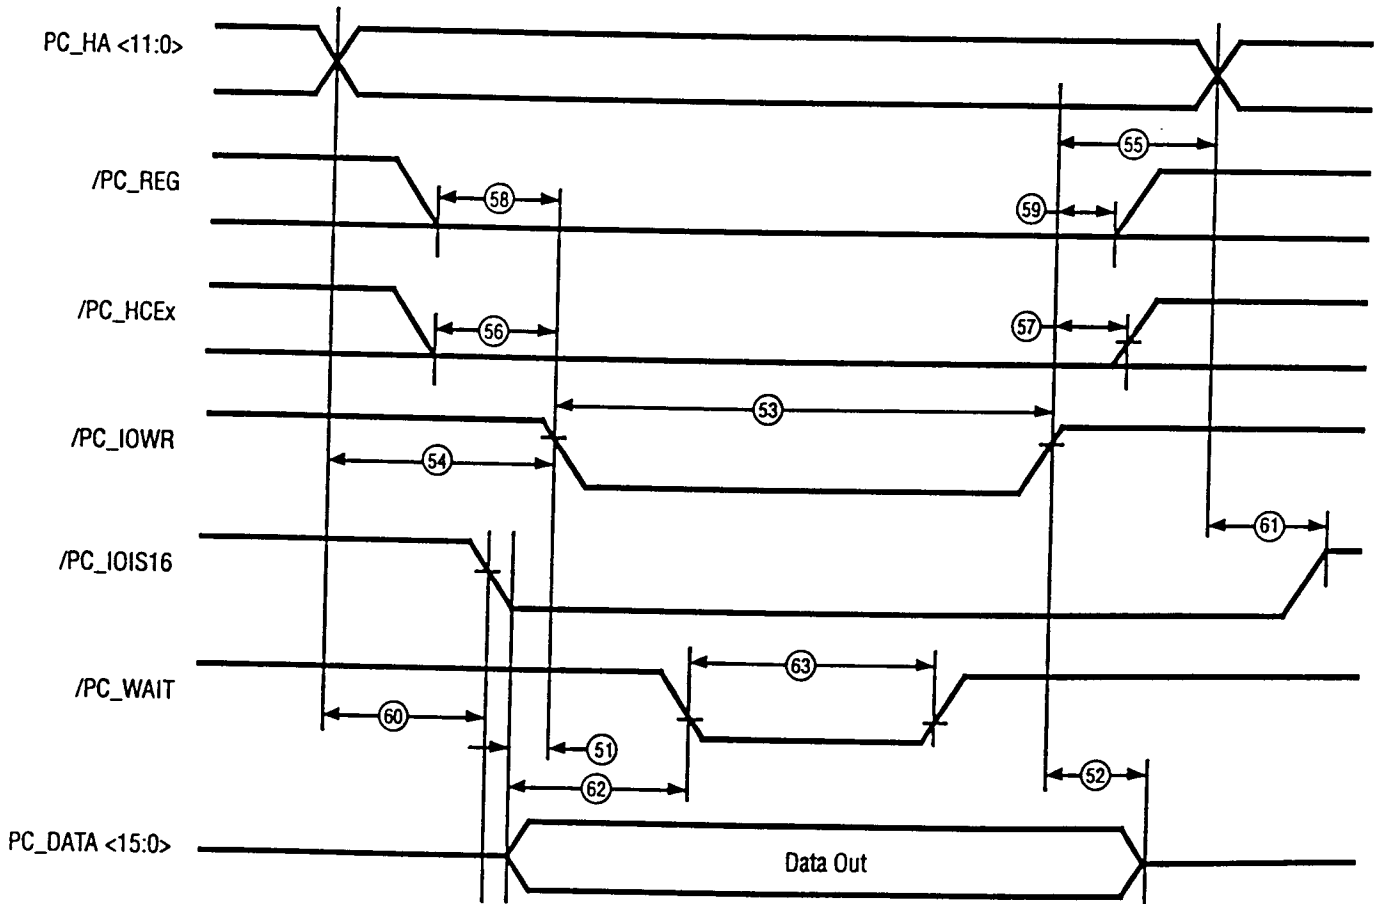 PC_HA <11:0>
55
/PC_REG
58
59
/PC_HCEx
56
57
53
/PC_IOWR
54
61
/PC_IOIS16
63
/PC_WAIT
60
51
62
52
PC_DATA <15:0>
Data Out